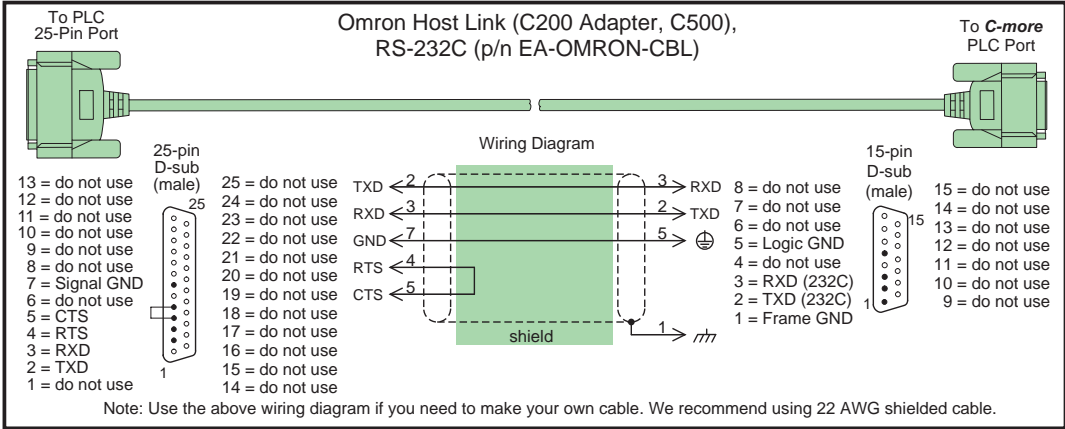 To PLC
25-Pin Port
Omron Host Link (C200 Adapter, C500),
RS-232C (p/n EA-OMRON-CBL)
To C-more
PLC Port
25-pin
D-sub
(male)
25
1
13 = do not use
12 = do not use
11 = do not use
10 = do not use
9 = do not use
8 = do not use
7 = Signal GND
6 = do not use
5 = CTS
4 = RTS
3 = RXD
2 = TXD
1 = do not use
25 = do not use
24 = do not use
23 = do not use
22 = do not use
21 = do not use
20 = do not use
19 = do not use
18 = do not use
17 = do not use
16 = do not use
15 = do not use
14 = do not use
Wiring Diagram
TXD 2 3 RXD
RXD 3 2 TXD
GND 7 5
RTS 4
CTS 5
1
shield
8 = do not use
7 = do not use
6 = do not use
5 = Logic GND
4 = do not use
3 = RXD (232C)
2 = TXD (232C)
1 = Frame GND
15-pin
D-sub
(male)
15
1
15 = do not use
14 = do not use
13 = do not use
12 = do not use
11 = do not use
10 = do not use
9 = do not use
Note: Use the above wiring diagram if you need to make your own cable. We recommend using 22 AWG shielded cable.